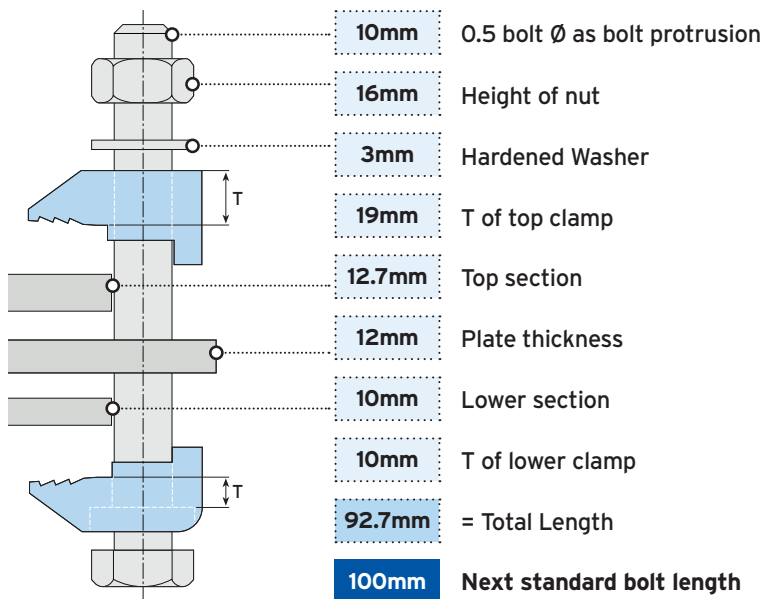 10mm 0.5 bolt Ø as bolt protrusion
16mm Height of nut
3mm Hardened Washer
T
19mm T of top clamp
12.7mm Top section
12mm Plate thickness
10mm Lower section
10mm T of lower clamp
T
92.7mm = Total Length
100mm Next standard bolt length